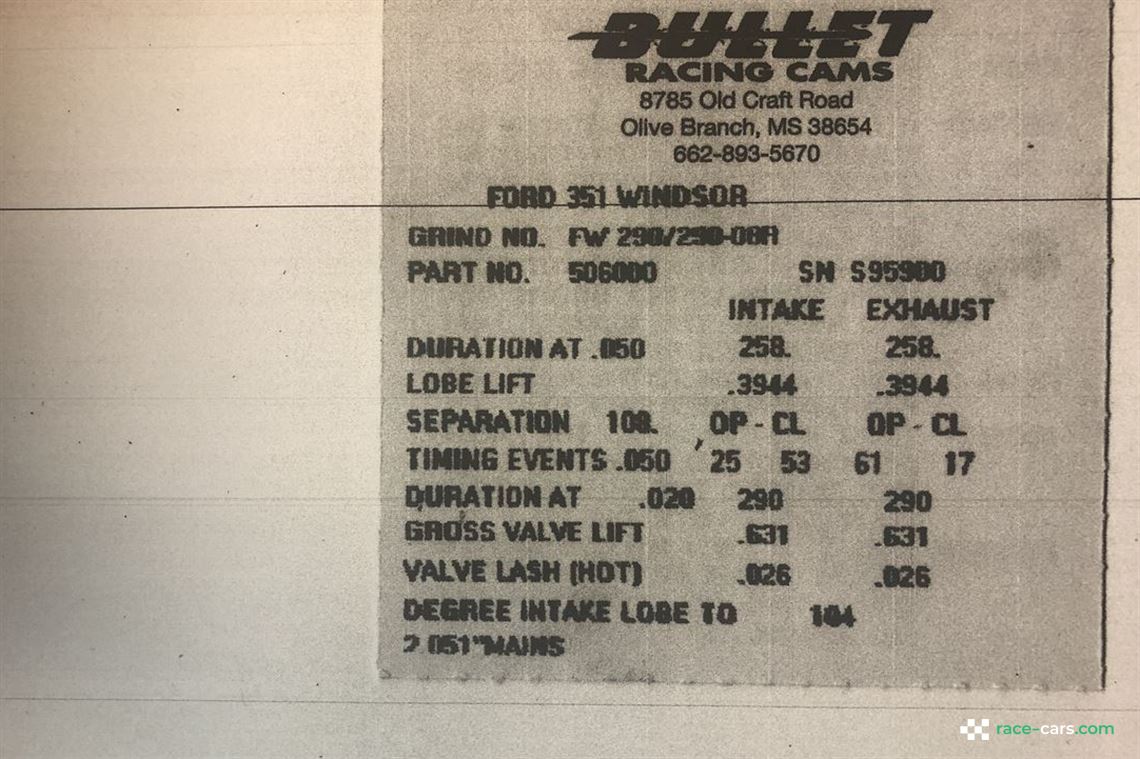 BULLET
RACING CAMS
8785 Old Craft Road
Olive Branch, MS 38654
662-893-5670
FORD 351 WINDSOR
GRIND NO. FW 290/290-08R
PART NO. 506000 SN S95900
INTAKE EXHAUST
DURATION AT .050 258. 258.
LOBE LIFT .3944 .3944
SEPARATION 108. OP - CL OP - CL
TIMING EVENTS .050 25 53 61 17
DURATION AT .020 290 290
GROSS VALVE LIFT .631 .631
VALVE LASH (HOT) .026 .026
DEGREE INTAKE LOBE TO 104
2.051" MAINS
race-cars.com